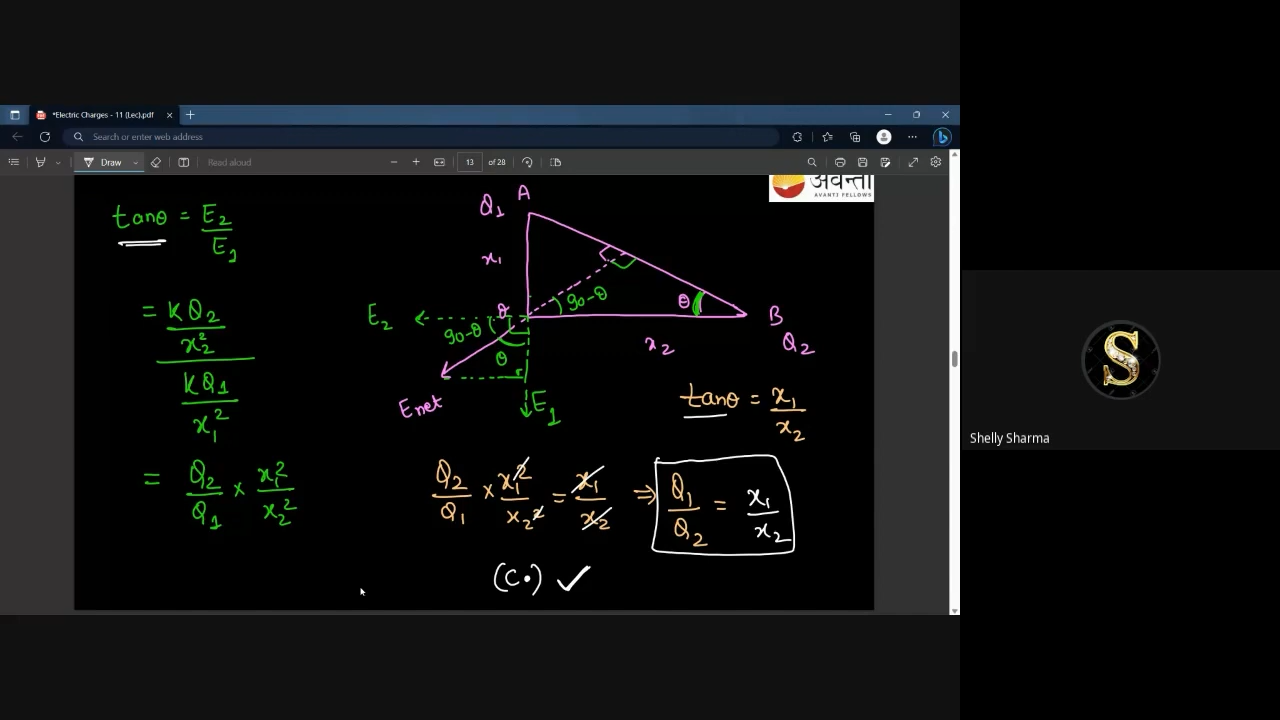 *Electric Charges - 11 (Lec).pdf
Search or enter web address
Draw
Read aloud
13 of 28
अवन्ती
AVANTI FELLOWS
tanθ = E2/E1
= kQ2/x2² / kQ1/x1²
= Q2/Q1 × x1²/x2²
Q1 A
x1
E2
θ
90-θ
90-θ
θ
B
Q2
x2
θ
Enet
E1
tanθ = x1/x2
Q2/Q1 × x1²/x2² = x1/x2 ⇒ Q1/Q2 = x1/x2
(C.) ✓
S
Shelly Sharma